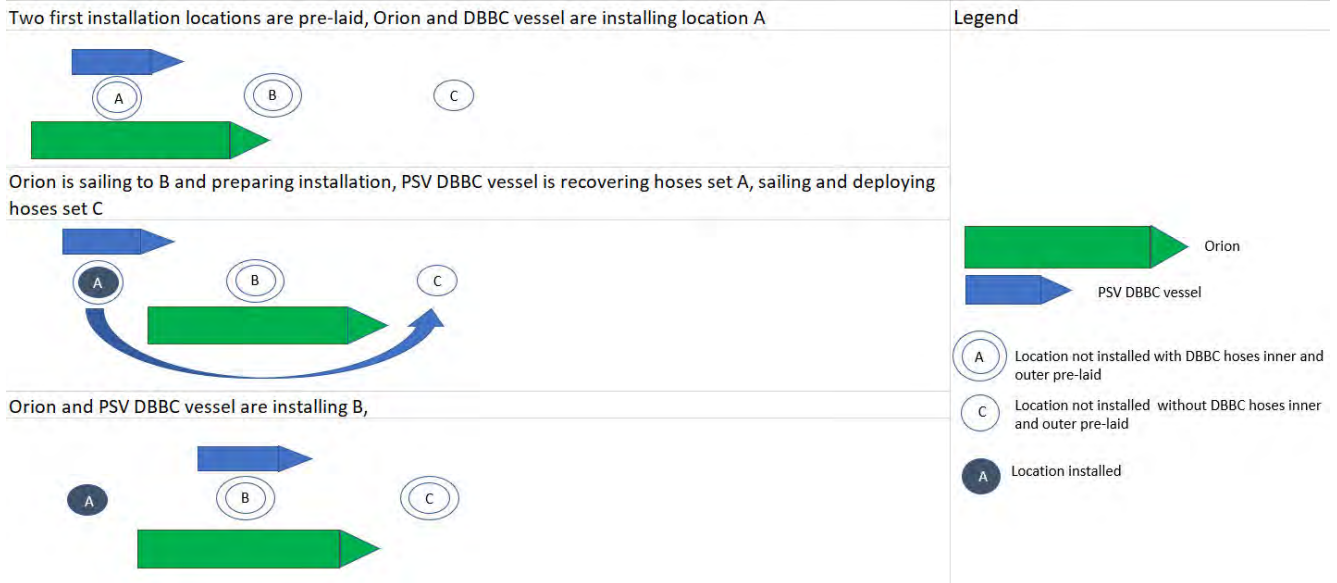 Two first installation locations are pre-laid, Orion and DBBC vessel are installing location A
Legend
A
B
C
Orion is sailing to B and preparing installation, PSV DBBC vessel is recovering hoses set A, sailing and deploying
hoses set C
A
B
C
Orion and PSV DBBC vessel are installing B,
A
B
C
Orion
PSV DBBC vessel
A
Location not installed with DBBC hoses inner and
outer pre-laid
C
Location not installed without DBBC hoses inner
and outer pre-laid
A
Location installed